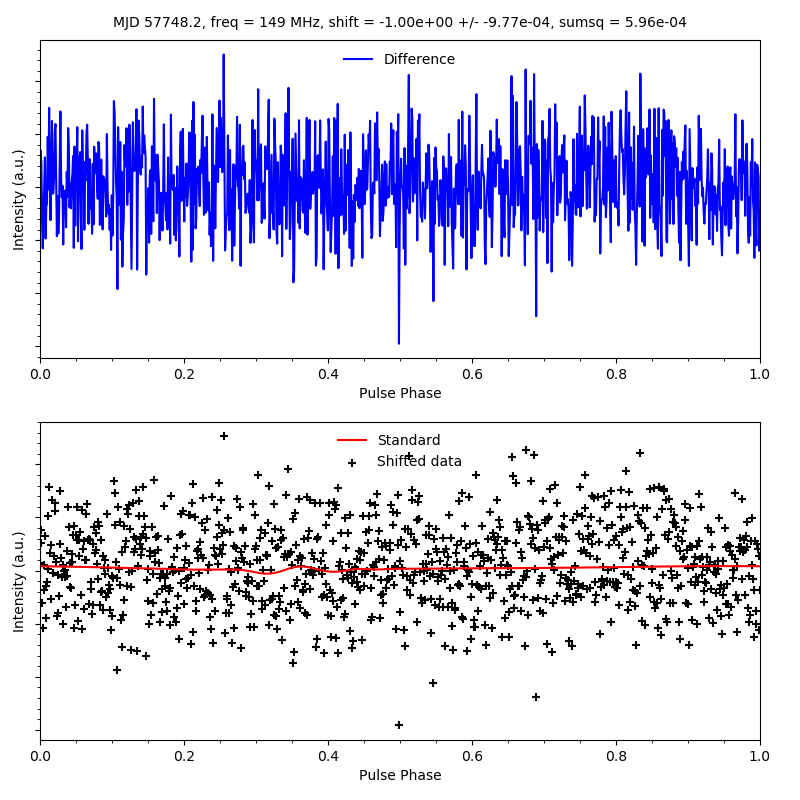 MJD 57748.2, freq = 149 MHz, shift = -1.00e+00 +/- -9.77e-04, sumsq = 5.96e-04
Difference
Intensity (a.u.)
0.0 0.2 0.4 0.6 0.8 1.0
Pulse Phase
Standard
Shifted data
Intensity (a.u.)
0.0 0.2 0.4 0.6 0.8 1.0
Pulse Phase